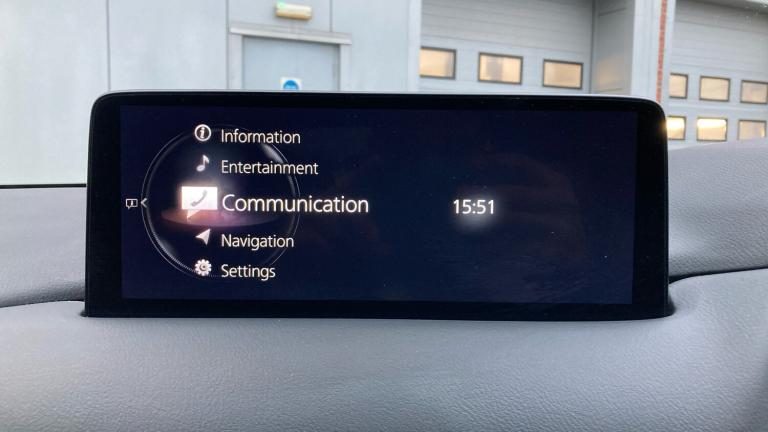 Information
Entertainment
Communication
15:51
Navigation
Settings